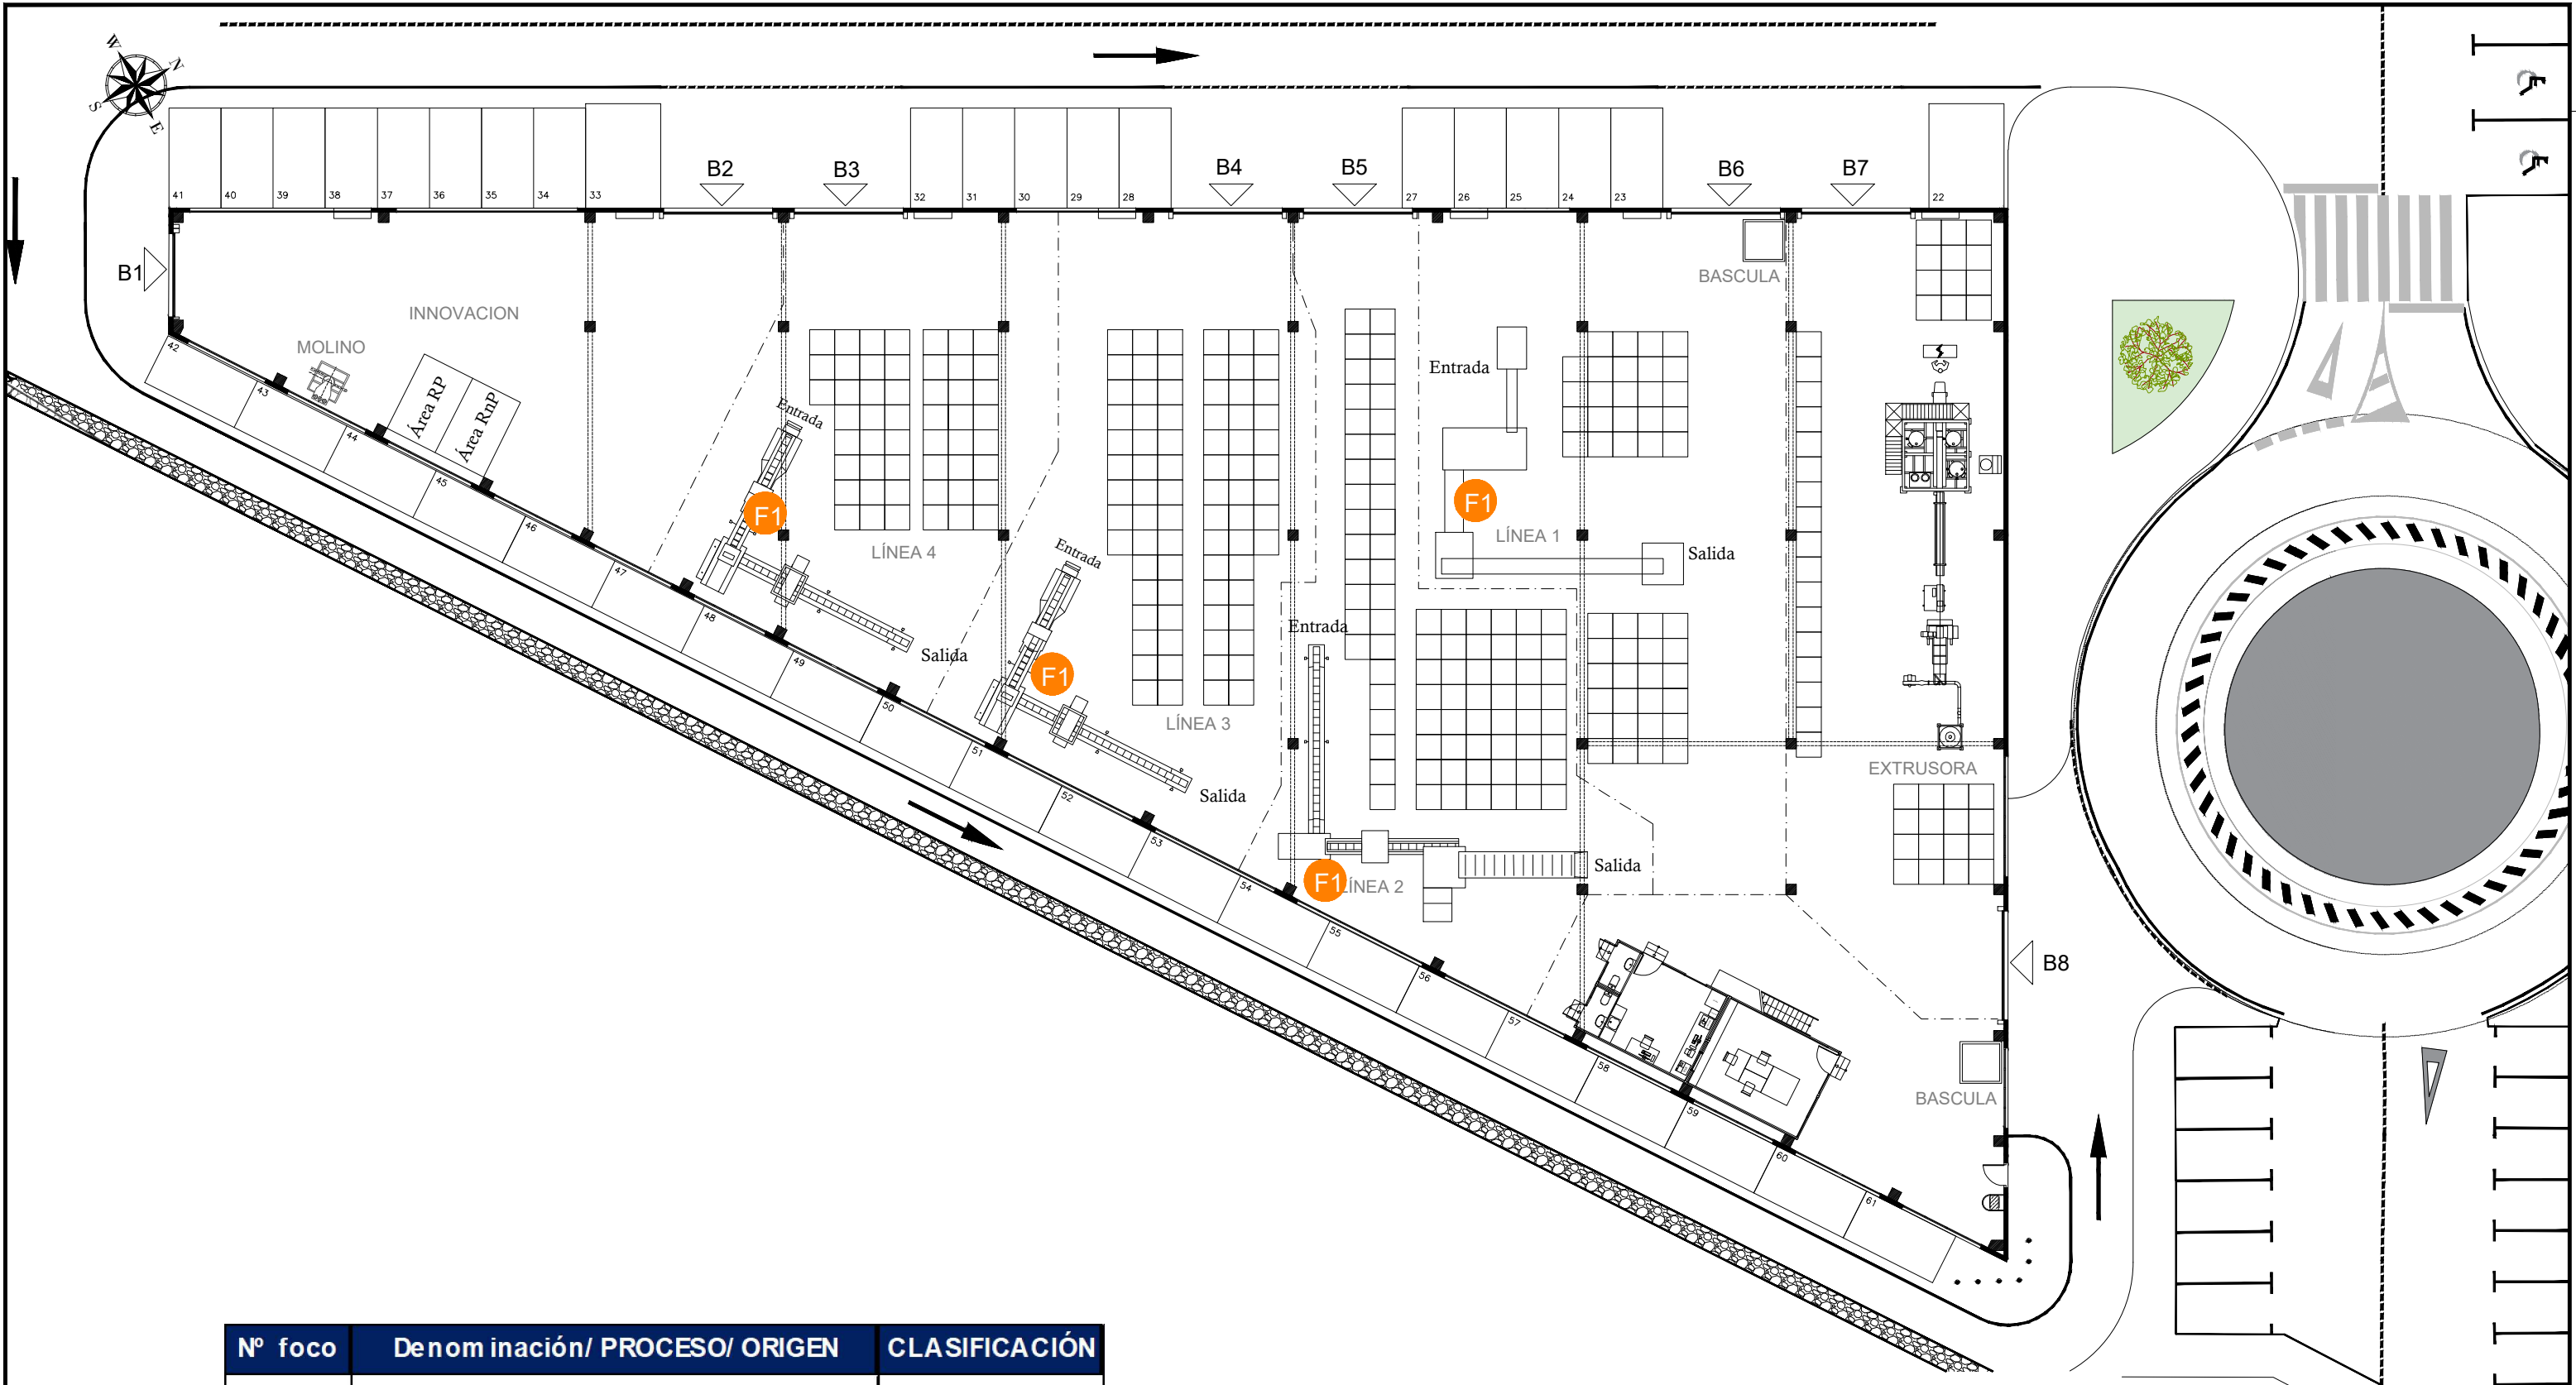 W
N
S
E
B2
B3
B4
B5
B6
B7
41
40
39
38
37
36
35
34
33
32
31
30
29
28
27
26
25
24
23
22
B1
BASCULA
INNOVACION
MOLINO
42
43
44
45
46
47
48
49
50
51
52
53
54
55
56
57
58
59
60
61
Área RP
Área RnP
Entrada
F1
LÍNEA 4
Salida
Entrada
F1
LÍNEA 3
Salida
Entrada
F1
LÍNEA 1
Salida
Entrada
F1
LÍNEA 2
Salida
EXTRUSORA
B8
BASCULA
Nº foco
Denominación/ PROCESO/ ORIGEN
CLASIFICACIÓN